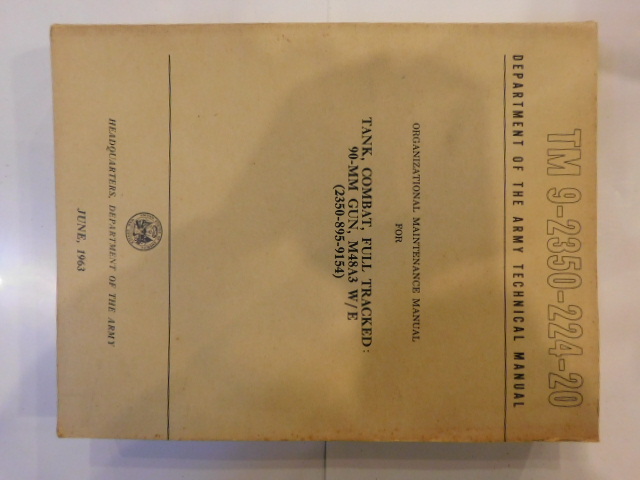 TM 9-2350-224-20
DEPARTMENT OF THE ARMY TECHNICAL MANUAL
ORGANIZATIONAL MAINTENANCE MANUAL
FOR
TANK, COMBAT, FULL TRACKED:
90-MM GUN, M48A3 W/E
(2350-895-9154)
HEADQUARTERS, DEPARTMENT OF THE ARMY
JUNE, 1963